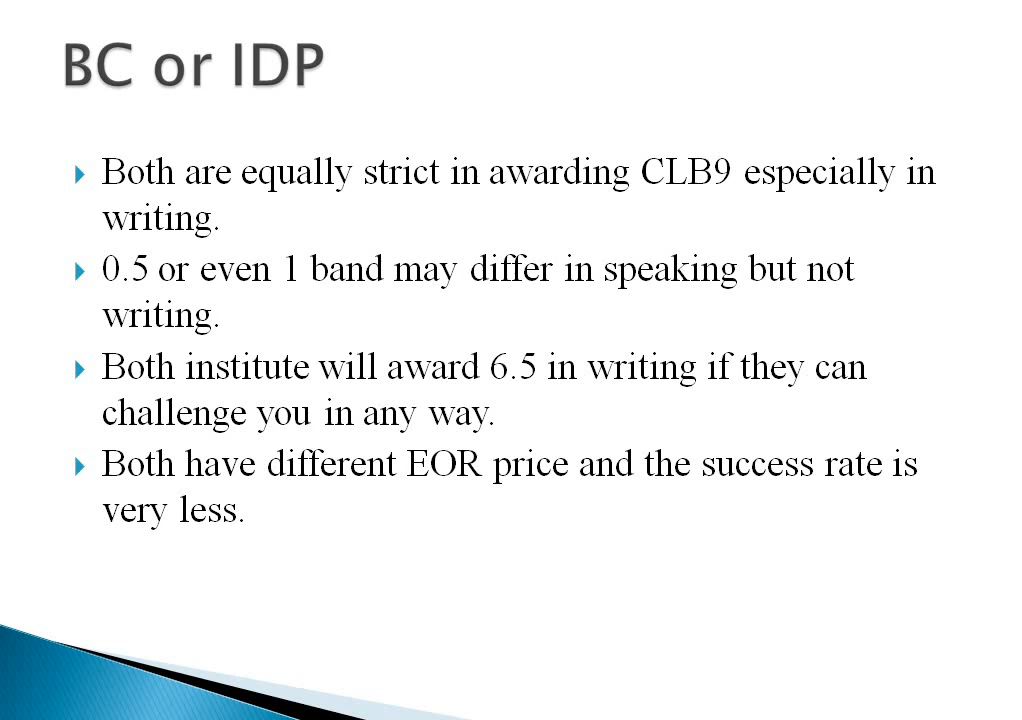 BC or IDP
Both are equally strict in awarding CLB9 especially in
writing.
0.5 or even 1 band may differ in speaking but not
writing.
Both institute will award 6.5 in writing if they can
challenge you in any way.
Both have different EOR price and the success rate is
very less.